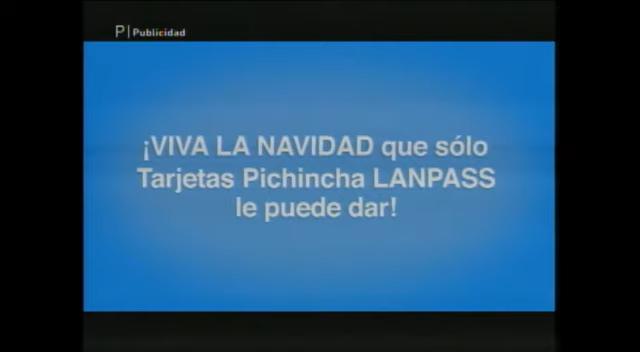 P|Publicidad
¡VIVA LA NAVIDAD que sólo
Tarjetas Pichincha LANPASS
le puede dar!